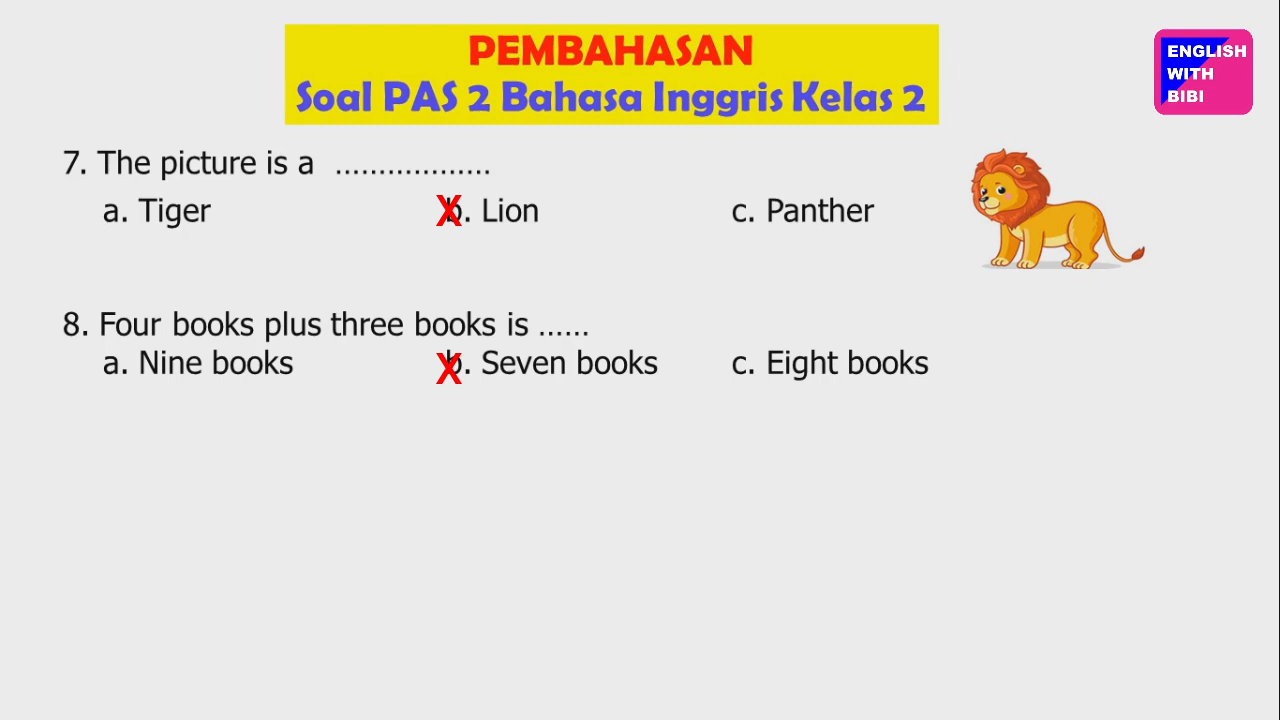 PEMBAHASAN
Soal PAS 2 Bahasa Inggris Kelas 2
ENGLISH
WITH
BIBI
7. The picture is a ..................
a. Tiger X b. Lion c. Panther
8. Four books plus three books is ......
a. Nine books X b. Seven books c. Eight books